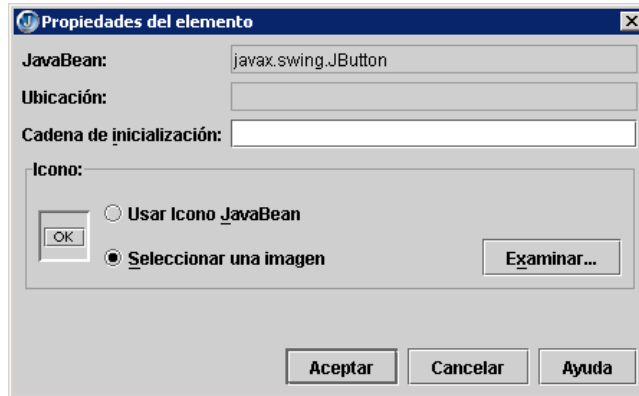 Propiedades del elemento
JavaBean: javax.swing.JButton
Ubicación:
Cadena de inicialización:
Icono:
Usar Icono JavaBean
OK
Seleccionar una imagen Examinar...
Aceptar Cancelar Ayuda